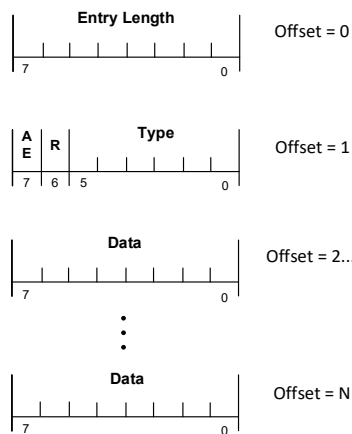 Entry Length
Offset = 0
7 0
A E R Type
Offset = 1
7 6 5 0
Data
Offset = 2...
7 0
Data
Offset = N
7 0